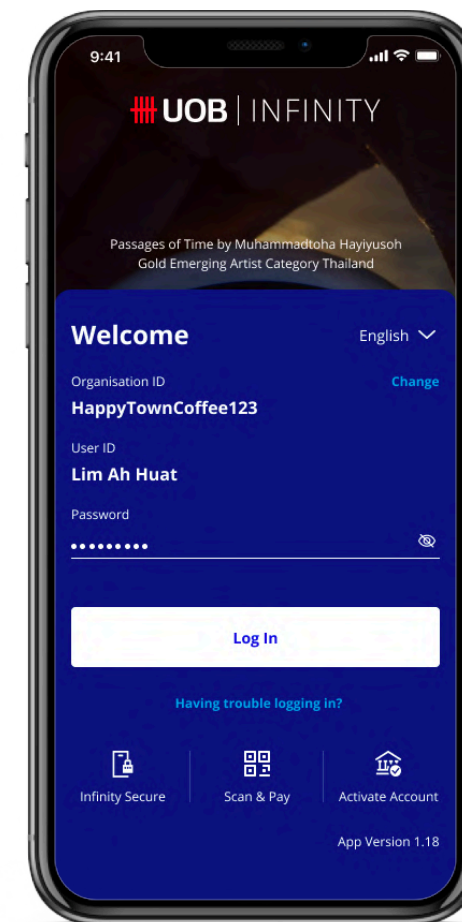 9:41
UOB | INFINITY
Passages of Time by Muhammadtoha Hayiyusoh
Gold Emerging Artist Category Thailand
Welcome
English
Organisation ID
Change
HappyTownCoffee123
User ID
Lim Ah Huat
Password
•••••••••
Log In
Having trouble logging in?
Infinity Secure
Scan & Pay
Activate Account
App Version 1.18